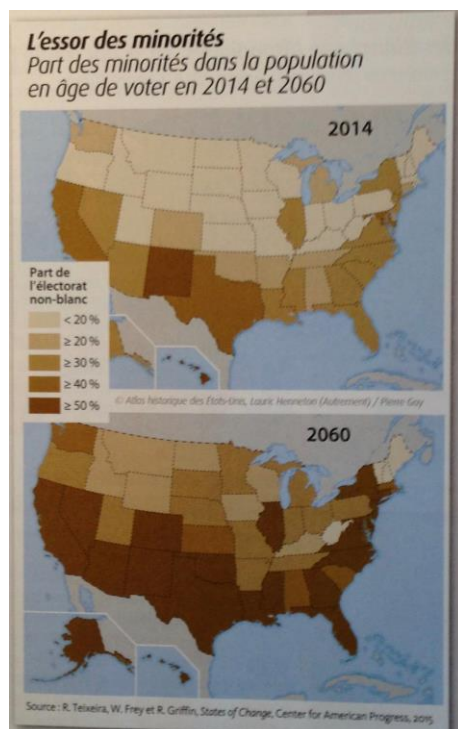 L'essor des minorités
Part des minorités dans la population
en âge de voter en 2014 et 2060
2014
Part de
l'électorat
non-blanc
< 20 %
≥ 20 %
≥ 30 %
≥ 40 %
≥ 50 %
© Atlas historique des États-Unis, Lauric Henneton (Autrement) / Pierre Gay
2060
Source : R. Teixeira, W. Frey et R. Griffin, States of Change, Center for American Progress, 2015